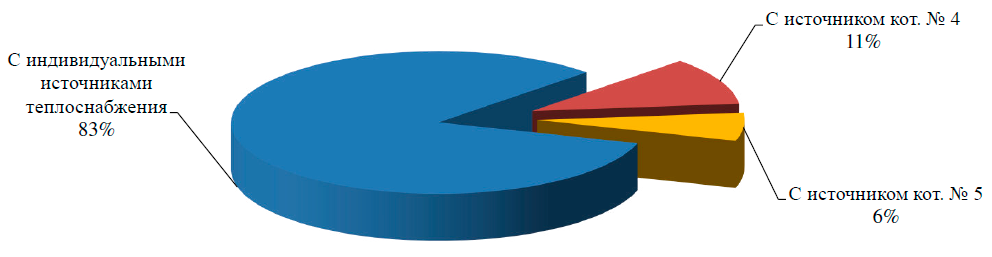 С индивидуальными
источниками
теплоснабжения
83%
С источником кот. № 4
11%
С источником кот. № 5
6%